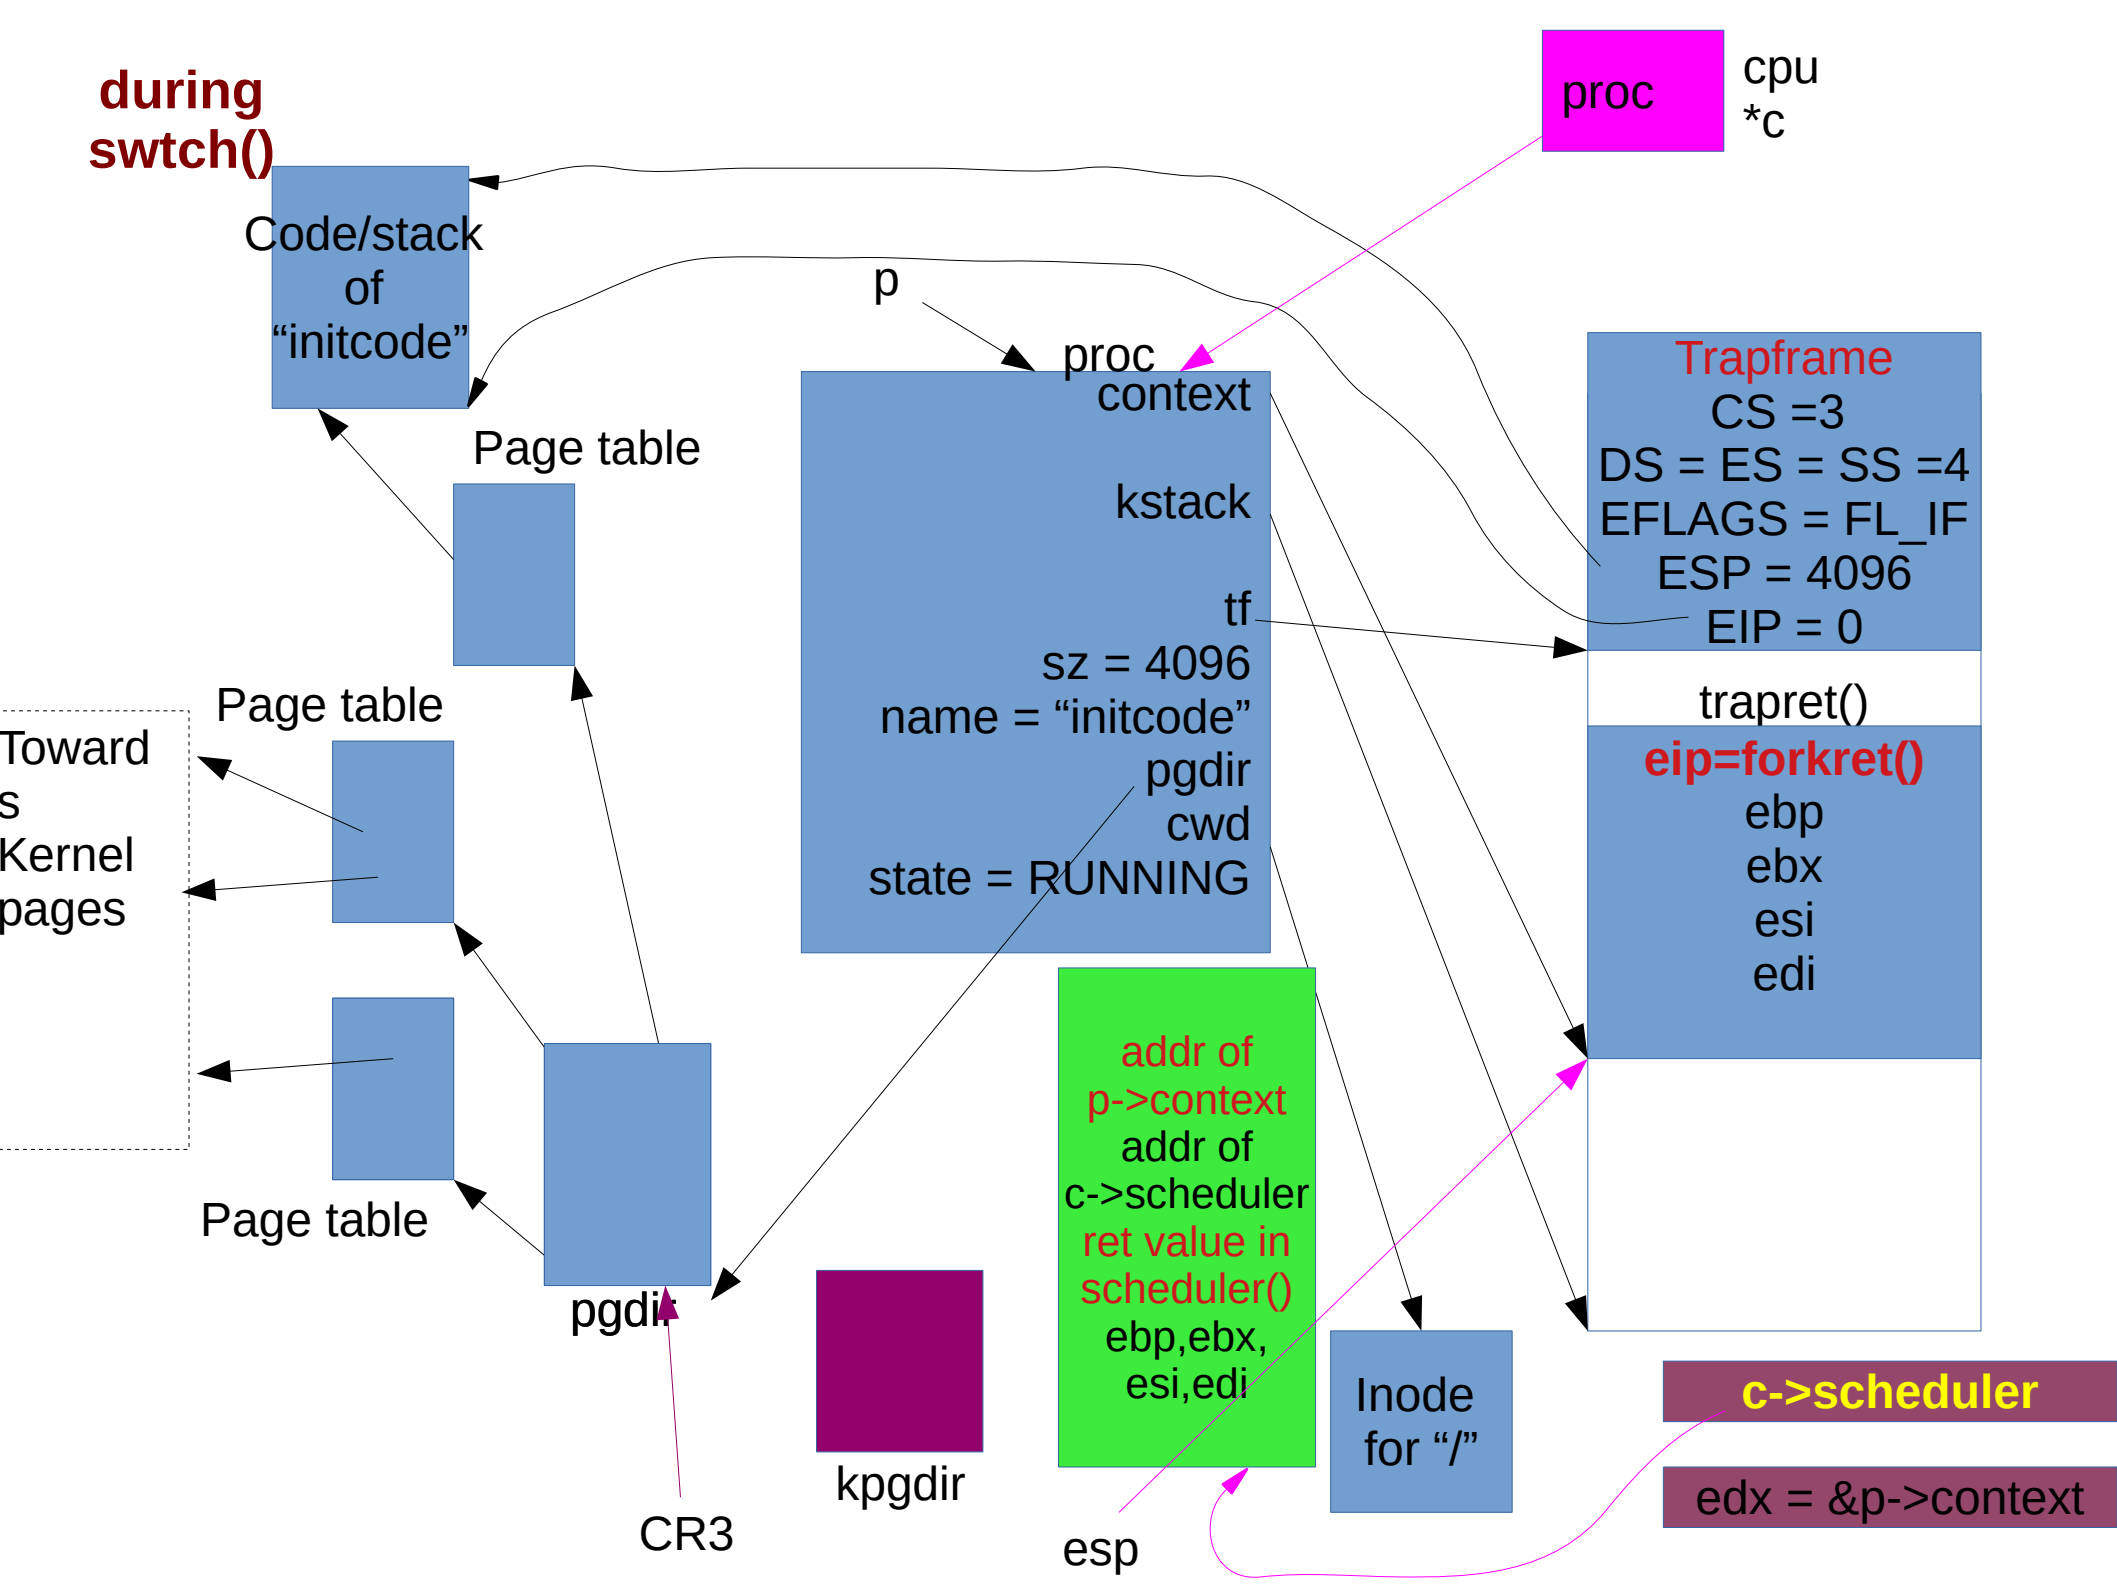 during
swtch()
proc
cpu
*c
Code/stack
of
“initcode”
p
proc
context
kstack
tf
sz = 4096
name = “initcode”
pgdir
cwd
state = RUNNING
Trapframe
CS =3
DS = ES = SS =4
EFLAGS = FL_IF
ESP = 4096
EIP = 0
trapret()
eip=forkret()
ebp
ebx
esi
edi
Page table
Page table
Toward
s
Kernel
pages
Page table
pgdir
CR3
kpgdir
addr of
p->context
addr of
c->scheduler
ret value in
scheduler()
ebp,ebx,
esi,edi
esp
Inode
for “/”
c->scheduler
edx = &p->context